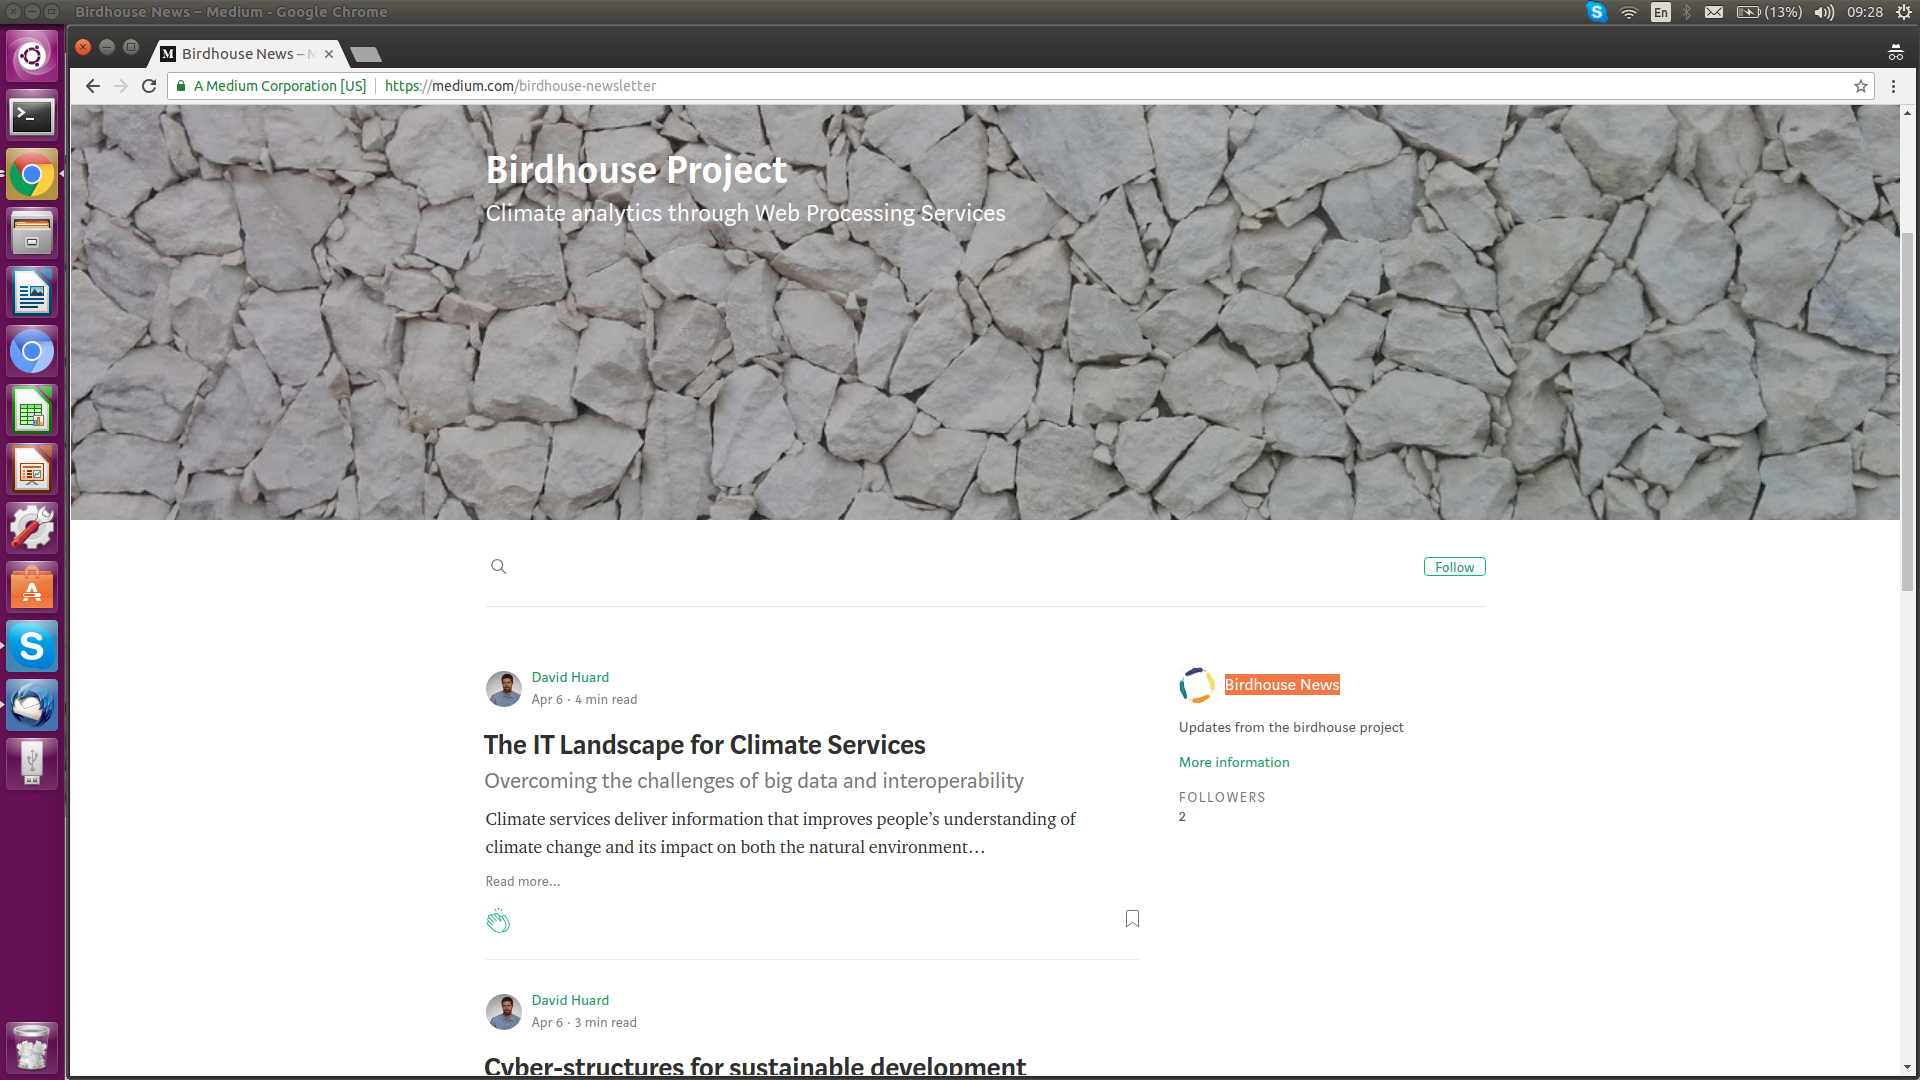 Birdhouse News – Medium - Google Chrome
En
(13%)
09:28
Birdhouse News –
A Medium Corporation [US]
https://medium.com/birdhouse-newsletter
Birdhouse Project
Climate analytics through Web Processing Services
Follow
David Huard
Apr 6 · 4 min read
The IT Landscape for Climate Services
Overcoming the challenges of big data and interoperability
Climate services deliver information that improves people’s understanding of
climate change and its impact on both the natural environment…
Read more...
Birdhouse News
Updates from the birdhouse project
More information
FOLLOWERS
2
David Huard
Apr 6 · 3 min read
Cyber-structures for sustainable development